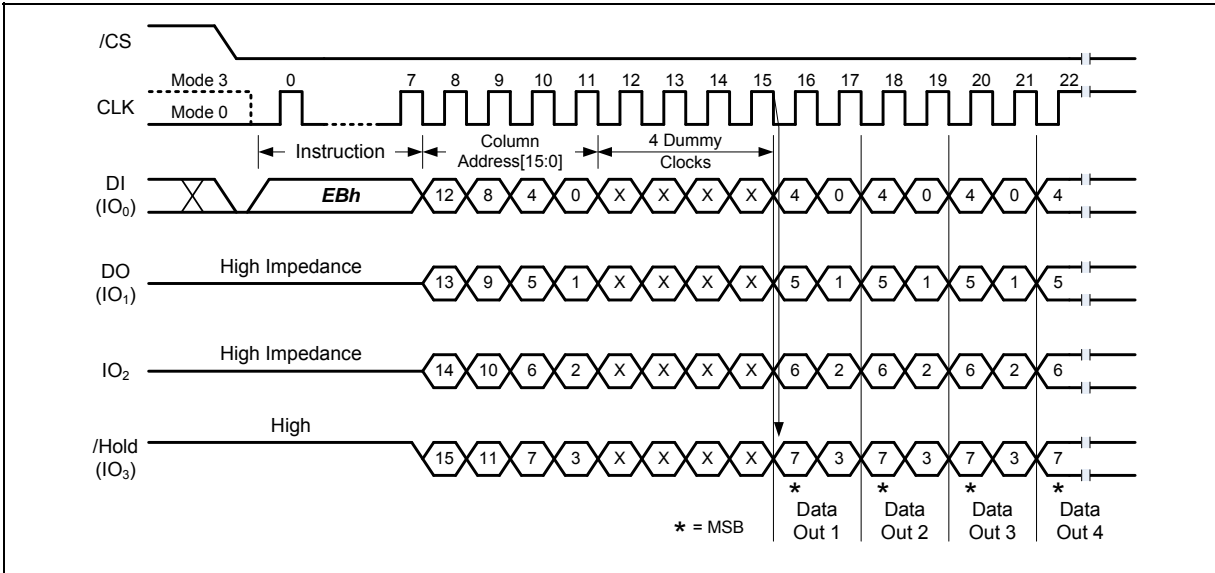 /CS
Mode 3 0 7 8 9 10 11 12 13 14 15 16 17 18 19 20 21 22
CLK
Mode 0
Instruction
Column
Address[15:0]
4 Dummy
Clocks
DI
(IO0)
EBh 12 8 4 0 X X X X 4 0 4 0 4 0 4
DO
(IO1)
High Impedance
13 9 5 1 X X X X 5 1 5 1 5 1 5
IO2
High Impedance
14 10 6 2 X X X X 6 2 6 2 6 2 6
/Hold
(IO3)
High
15 11 7 3 X X X X 7 3 7 3 7 3 7
* * * *
* = MSB
Data
Out 1
Data
Out 2
Data
Out 3
Data
Out 4